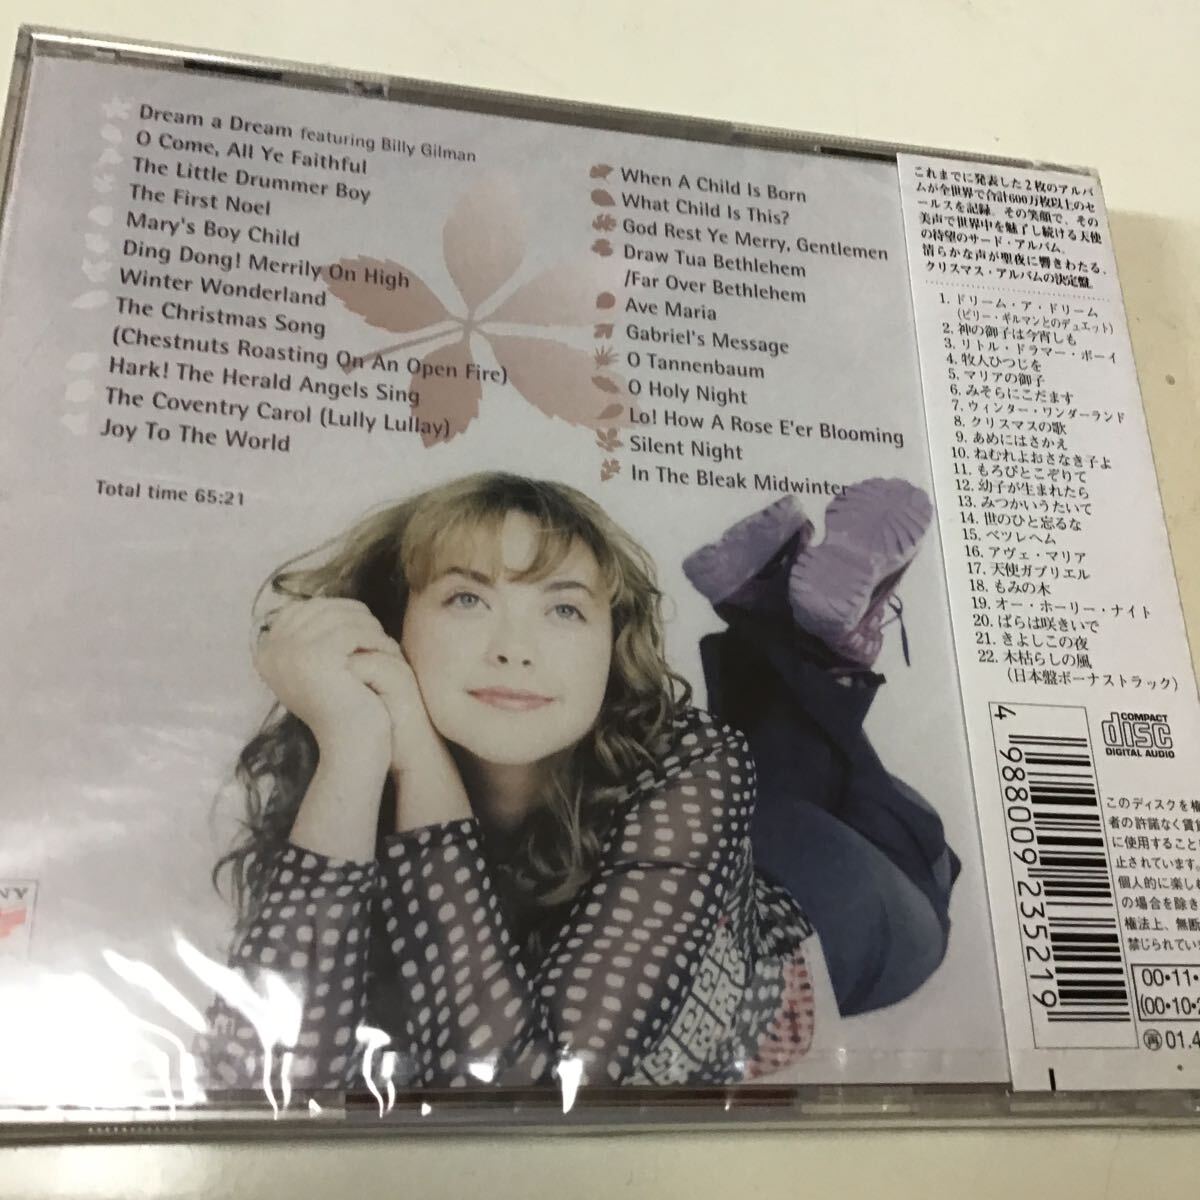 Dream a Dream featuring Billy Gilman
O Come, All Ye Faithful
The Little Drummer Boy
The First Noel
Mary's Boy Child
Ding Dong! Merrily On High
Winter Wonderland
The Christmas Song
(Chestnuts Roasting On An Open Fire)
Hark! The Herald Angels Sing
The Coventry Carol (Lully Lullay)
Joy To The World
Total time 65:21
When A Child Is Born
What Child Is This?
God Rest Ye Merry, Gentlemen
Draw Tua Bethlehem
/Far Over Bethlehem
Ave Maria
Gabriel's Message
O Tannenbaum
O Holy Night
Lo! How A Rose E'er Blooming
Silent Night
In The Bleak Midwinter
これまでに発表した2枚のアルバ
ムが全世界で合計600万枚以上のセ
ールスを記録。その笑顔で、その
美声で世界中を魅了し続ける天使
の待望のサード・アルバム。
清らかな声が聖夜に響きわたる、
クリスマス・アルバムの決定盤。
1. ドリーム・ア・ドリーム
(ビリー・ギルマンとのデュエット)
2. 神の御子は今宵しも
3. リトル・ドラマー・ボーイ
4. 牧人ひつじを
5. マリアの御子
6. みそらにこだます
7. ウィンター・ワンダーランド
8. クリスマスの歌
9. あめにはさかえ
10. ねむれよおさなき子よ
11. もろびとこぞりて
12. 幼子が生まれたら
13. みつかいうたいて
14. 世のひと忘るな
15. ベツレヘム
16. アヴェ・マリア
17. 天使ガブリエル
18. もみの木
19. オー・ホーリー・ナイト
20. ばらは咲きいで
21. きよしこの夜
22. 木枯らしの風
(日本盤ボーナストラック)
COMPACT
disc
DIGITAL AUDIO
4 988009 235219
このディスクを権
者の許諾なく賃貸
に使用すること
止されています。
個人的に楽し
の場合を除き
権法上、無断
禁じられてい
00・11・
(00・10・2
再 01.4
NY